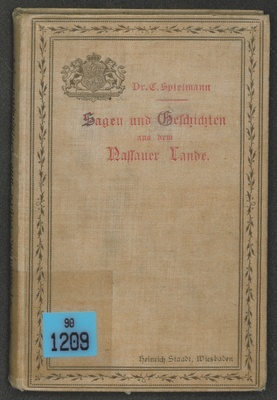 Dr. C. Spielmann
Sagen und Geschichten
aus dem
Nassauer Lande.
98
1209
Heinrich Staadt, Wiesbaden